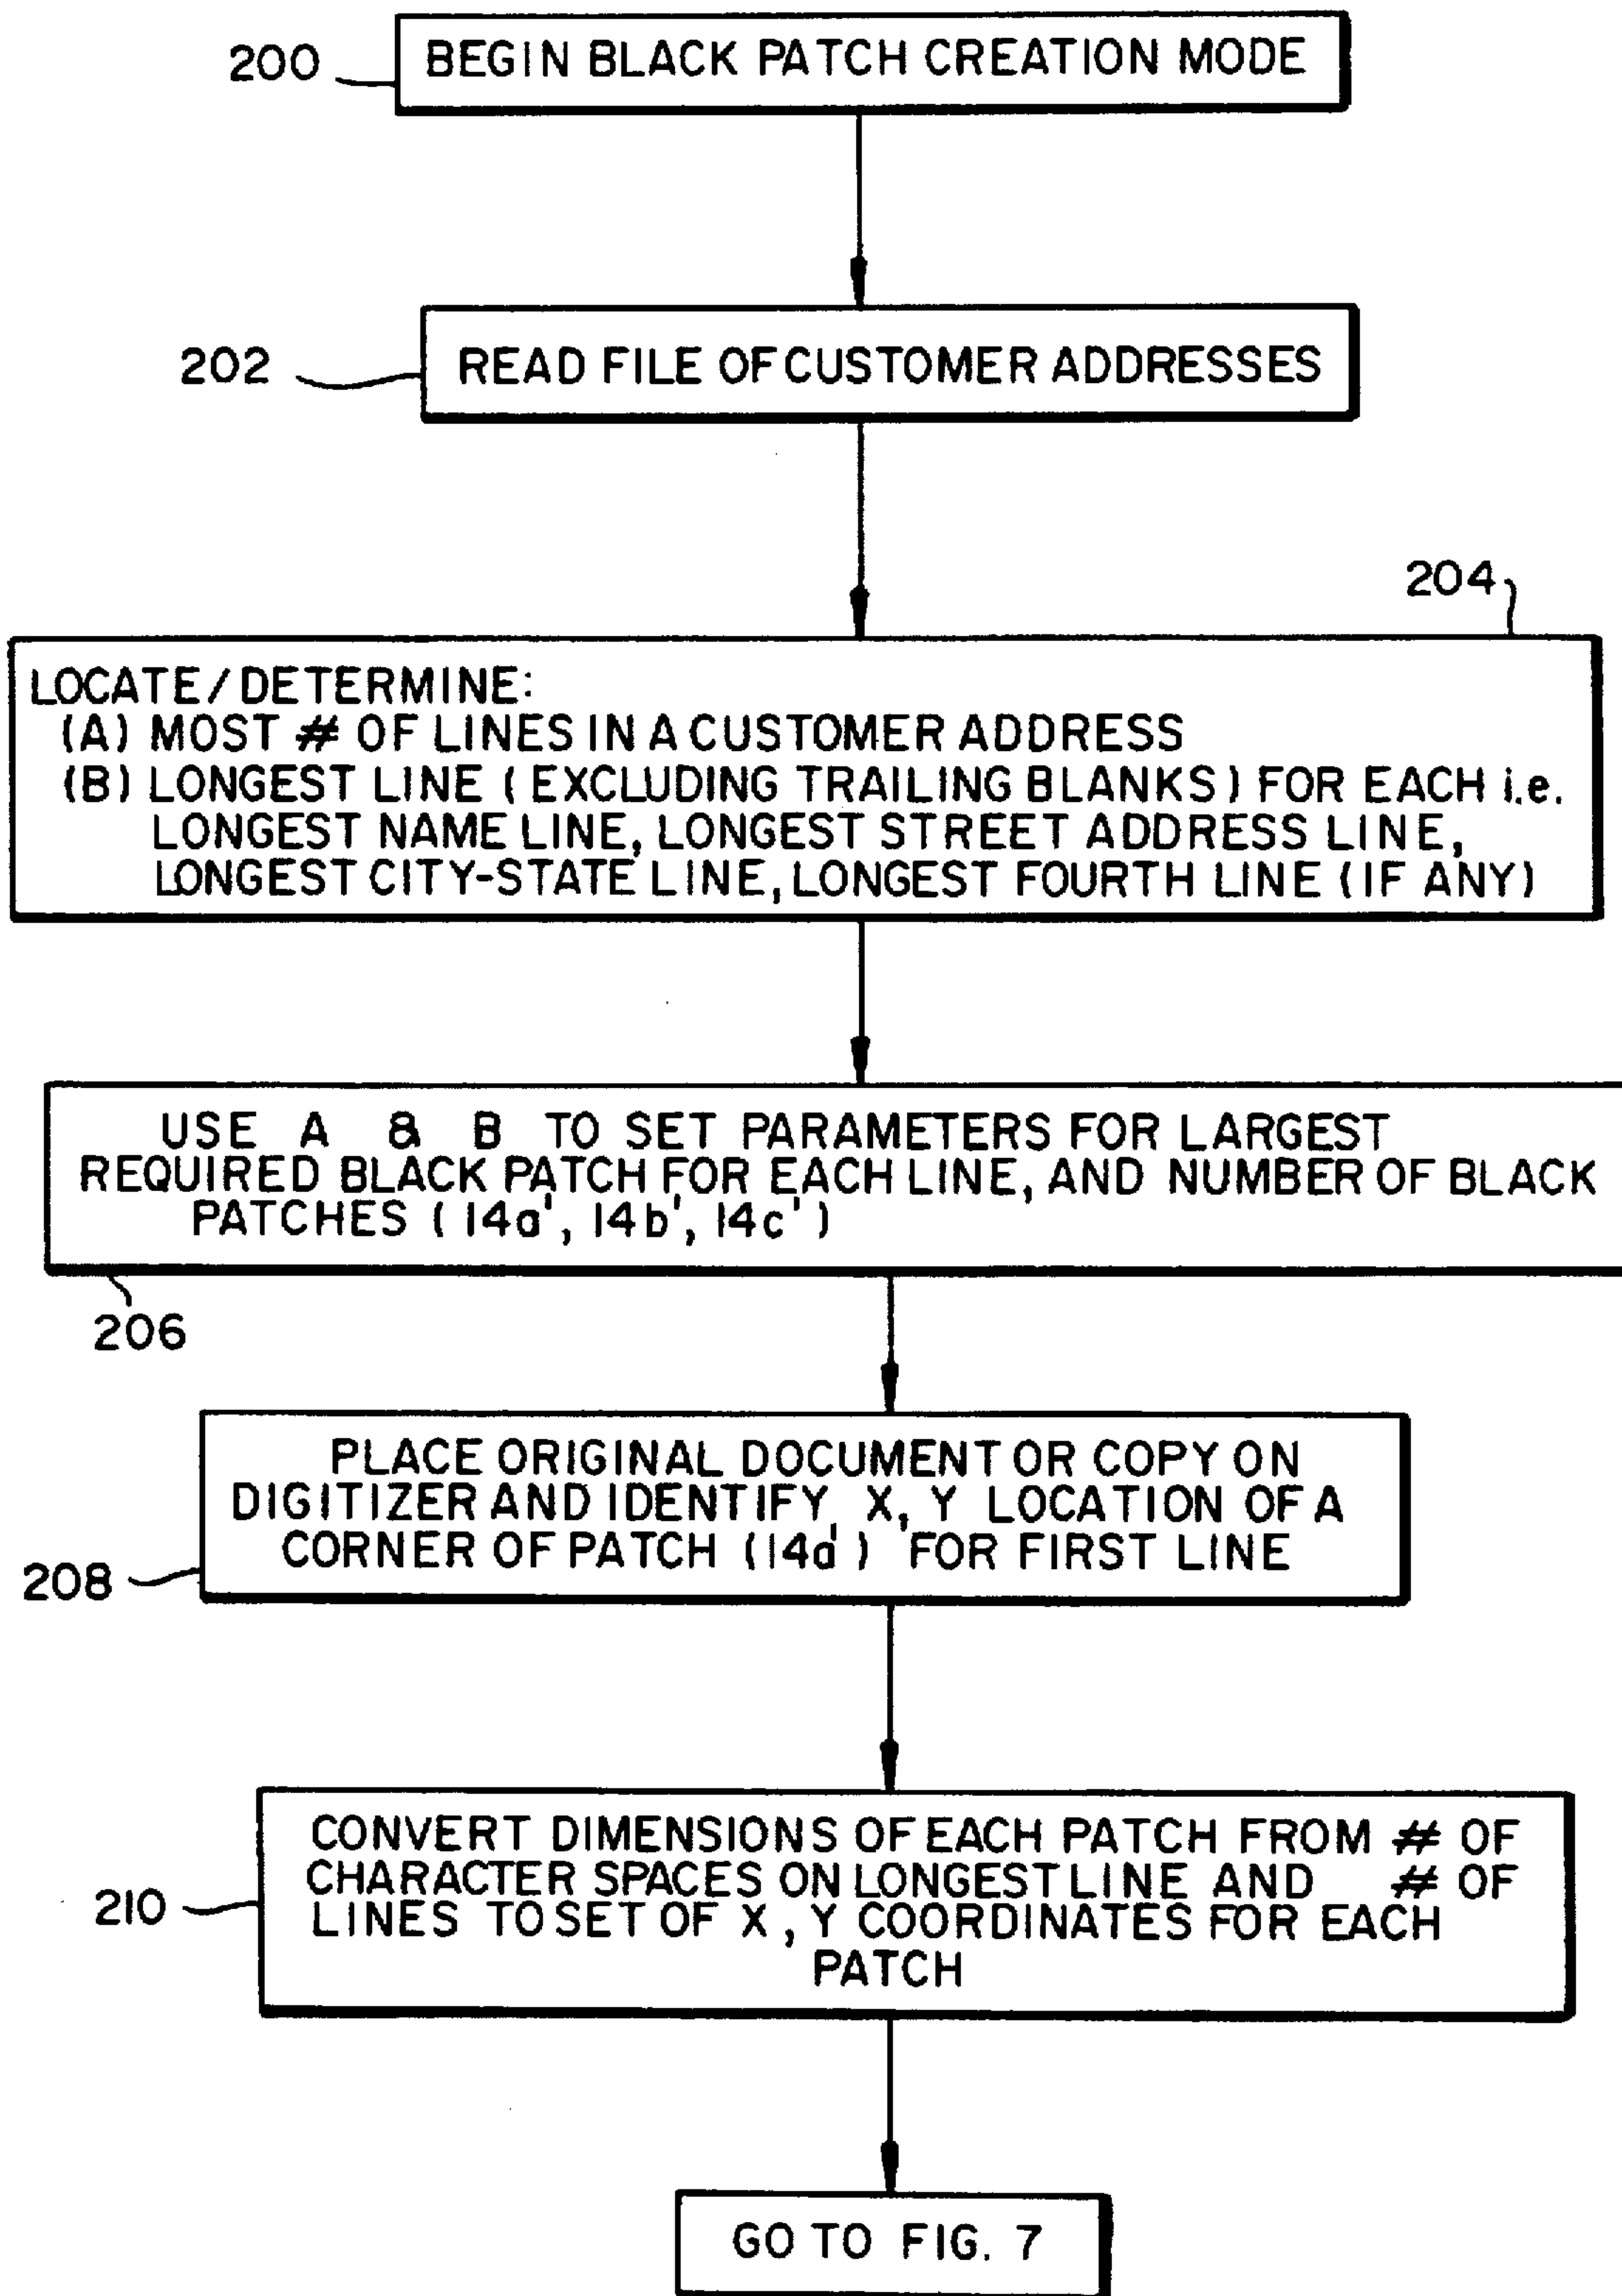 200
BEGIN BLACK PATCH CREATION MODE
202
READ FILE OF CUSTOMER ADDRESSES
204
LOCATE/DETERMINE:
(A) MOST # OF LINES IN A CUSTOMER ADDRESS
(B) LONGEST LINE (EXCLUDING TRAILING BLANKS) FOR EACH i.e.
LONGEST NAME LINE, LONGEST STREET ADDRESS LINE,
LONGEST CITY-STATE LINE, LONGEST FOURTH LINE (IF ANY)
USE A & B TO SET PARAMETERS FOR LARGEST
REQUIRED BLACK PATCH FOR EACH LINE, AND NUMBER OF BLACK
PATCHES (14a', 14b', 14c')
206
PLACE ORIGINAL DOCUMENT OR COPY ON
DIGITIZER AND IDENTIFY X, Y LOCATION OF A
CORNER OF PATCH (14a') FOR FIRST LINE
208
CONVERT DIMENSIONS OF EACH PATCH FROM # OF
CHARACTER SPACES ON LONGEST LINE AND # OF
LINES TO SET OF X, Y COORDINATES FOR EACH
PATCH
210
GO TO FIG. 7